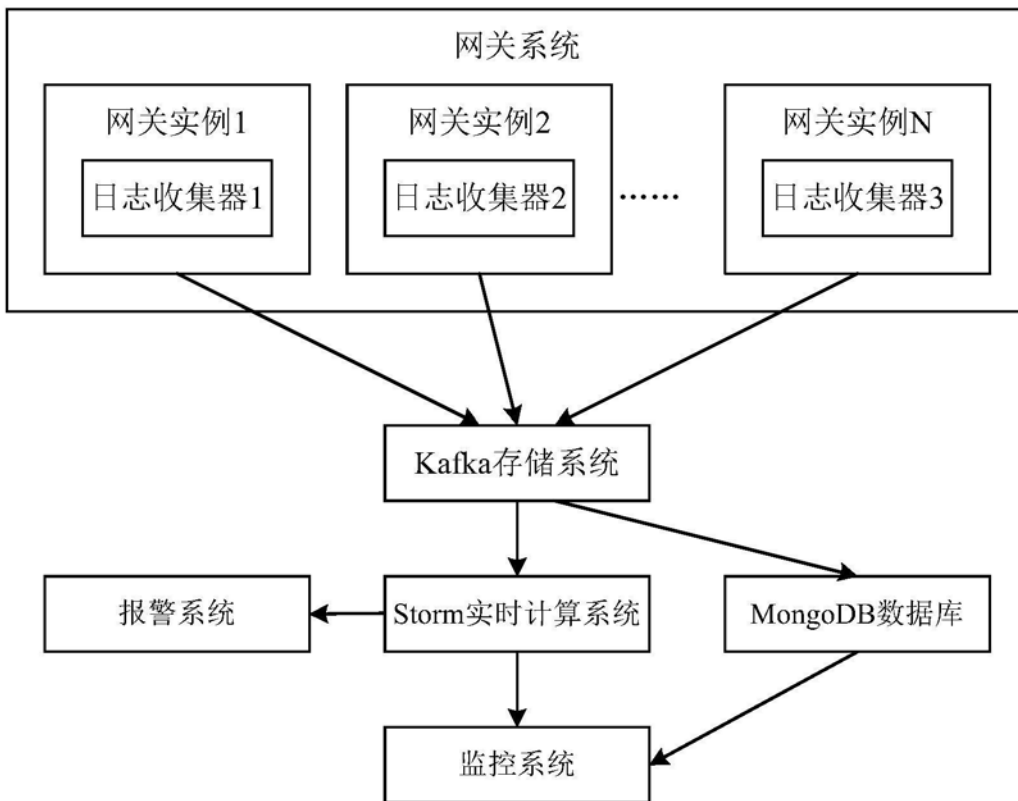 网关系统
网关实例1
网关实例2
网关实例N
日志收集器1
日志收集器2
……
日志收集器3
Kafka存储系统
报警系统
Storm实时计算系统
MongoDB数据库
监控系统